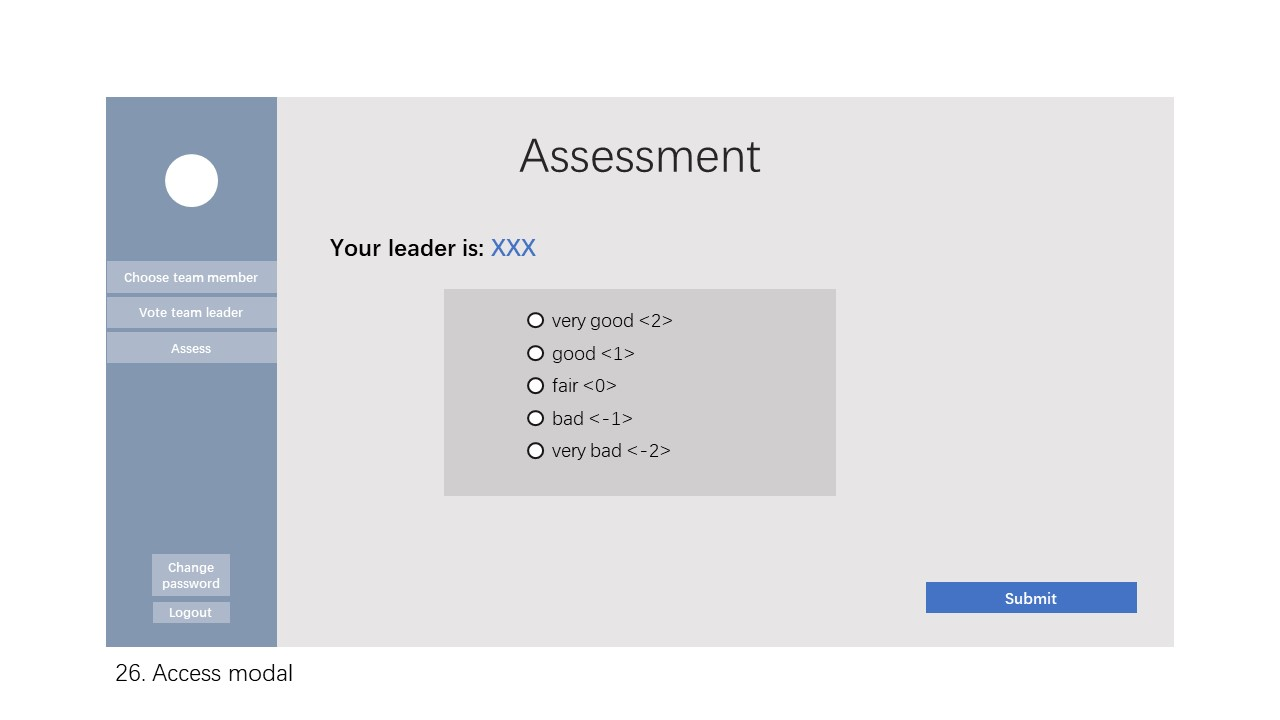 Assessment
Your leader is: XXX
Choose team member
Vote team leader
Assess
very good <2>
good <1>
fair <0>
bad <-1>
very bad <-2>
Change
password
Logout
Submit
26. Access modal